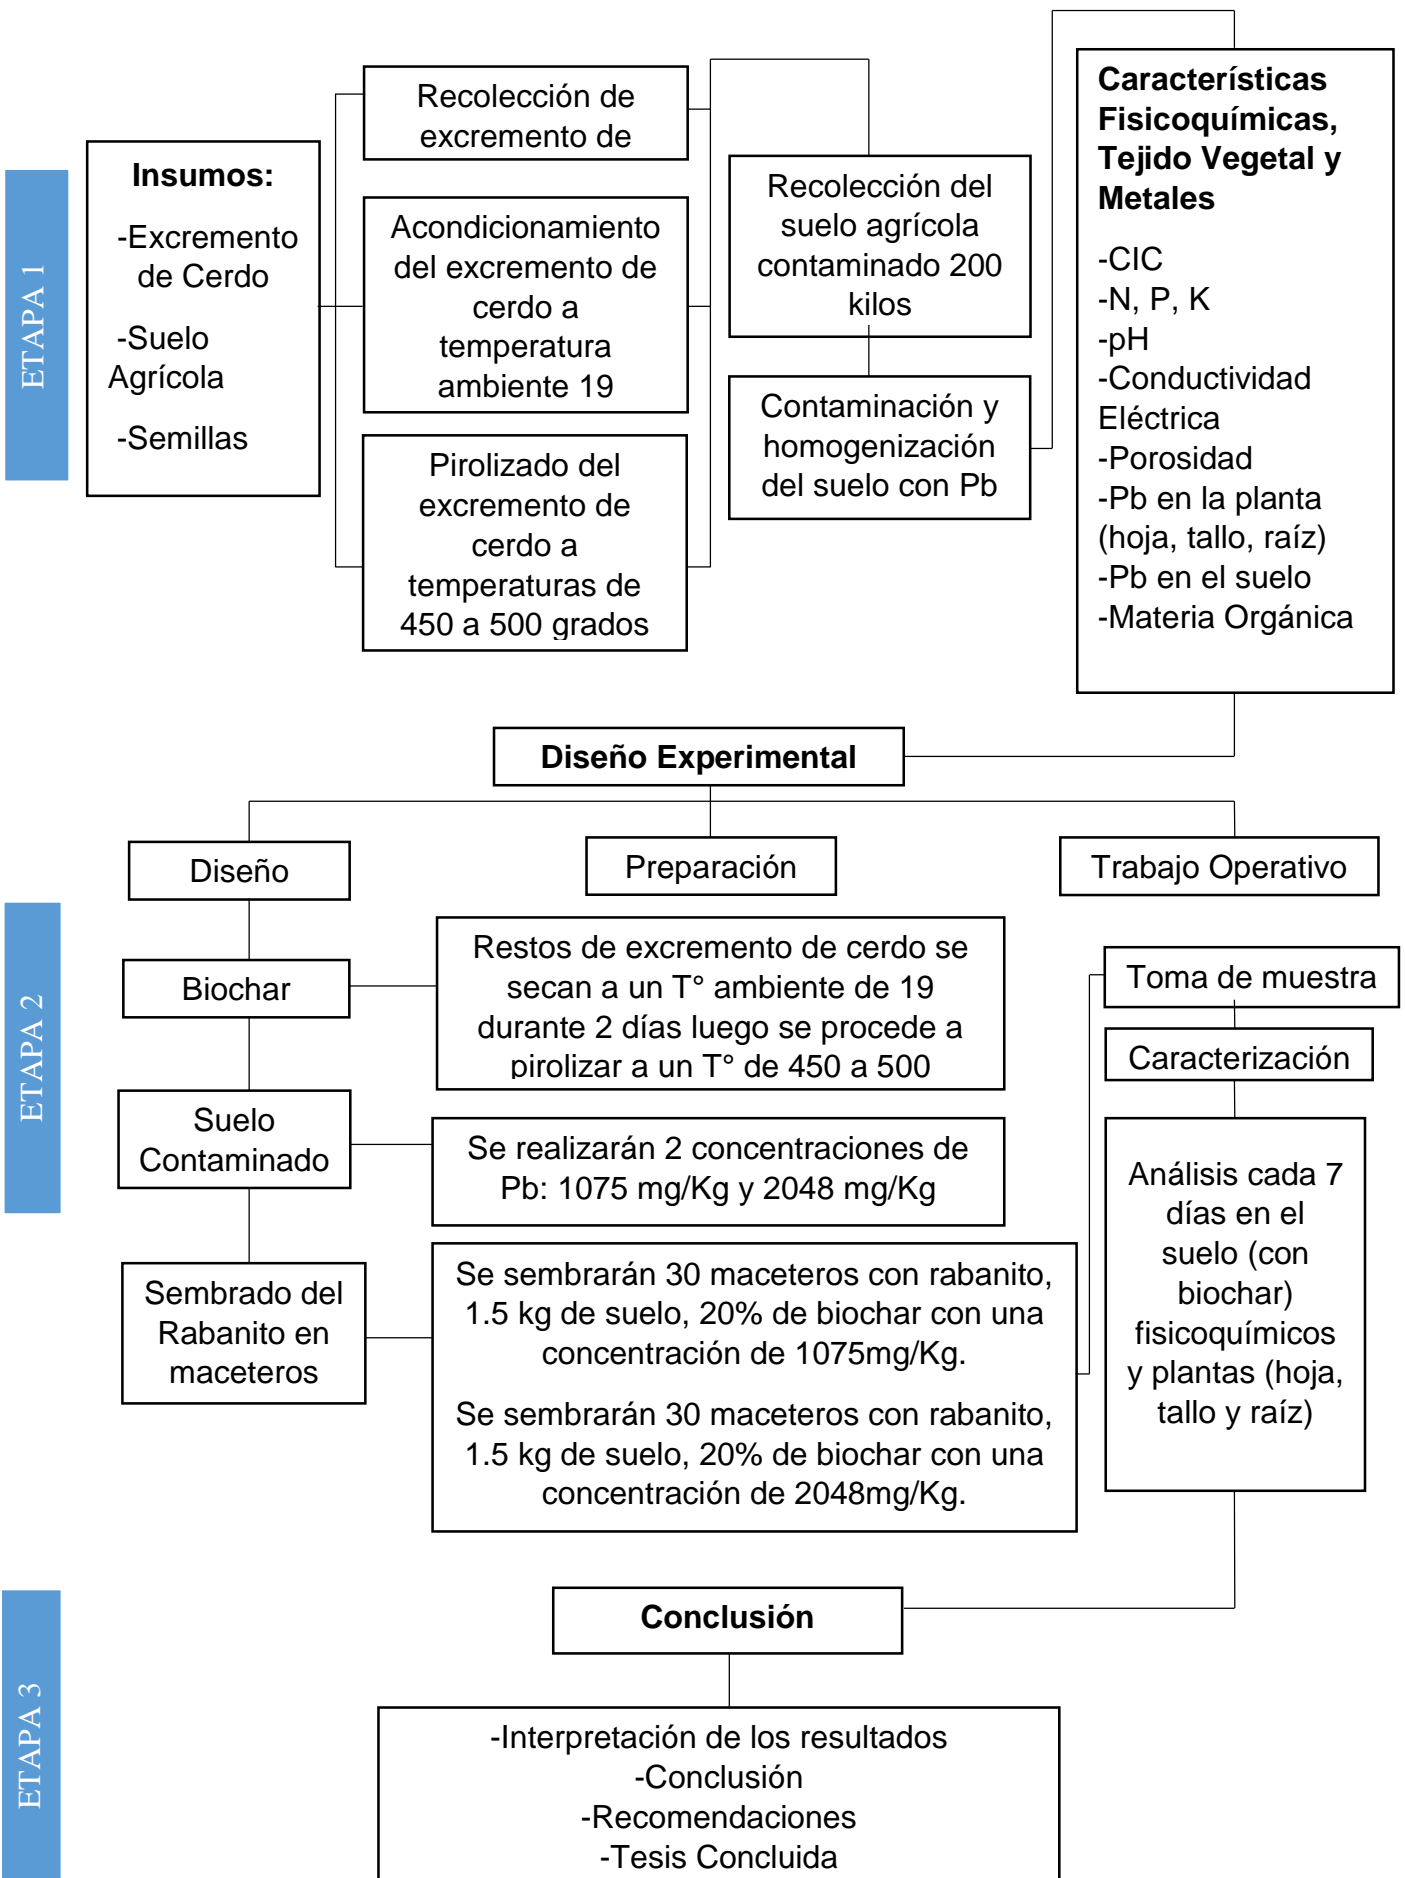 ETAPA 1
Insumos:
-Excremento
de Cerdo
-Suelo
Agrícola
-Semillas
Recolección de
excremento de
Acondicionamiento
del excremento de
cerdo a
temperatura
ambiente 19
Pirolizado del
excremento de
cerdo a
temperaturas de
450 a 500 grados
Recolección del
suelo agrícola
contaminado 200
kilos
Contaminación y
homogenización
del suelo con Pb
Características
Fisicoquímicas,
Tejido Vegetal y
Metales
-CIC
-N, P, K
-pH
-Conductividad
Eléctrica
-Porosidad
-Pb en la planta
(hoja, tallo, raíz)
-Pb en el suelo
-Materia Orgánica
ETAPA 2
Diseño Experimental
Diseño
Preparación
Trabajo Operativo
Biochar
Restos de excremento de cerdo se
secan a un T° ambiente de 19
durante 2 días luego se procede a
pirolizar a un T° de 450 a 500
Suelo
Contaminado
Se realizarán 2 concentraciones de
Pb: 1075 mg/Kg y 2048 mg/Kg
Sembrado del
Rabanito en
maceteros
Se sembrarán 30 maceteros con rabanito,
1.5 kg de suelo, 20% de biochar con una
concentración de 1075mg/Kg.
Se sembrarán 30 maceteros con rabanito,
1.5 kg de suelo, 20% de biochar con una
concentración de 2048mg/Kg.
Toma de muestra
Caracterización
Análisis cada 7
días en el
suelo (con
biochar)
fisicoquímicos
y plantas (hoja,
tallo y raíz)
ETAPA 3
Conclusión
-Interpretación de los resultados
-Conclusión
-Recomendaciones
-Tesis Concluida